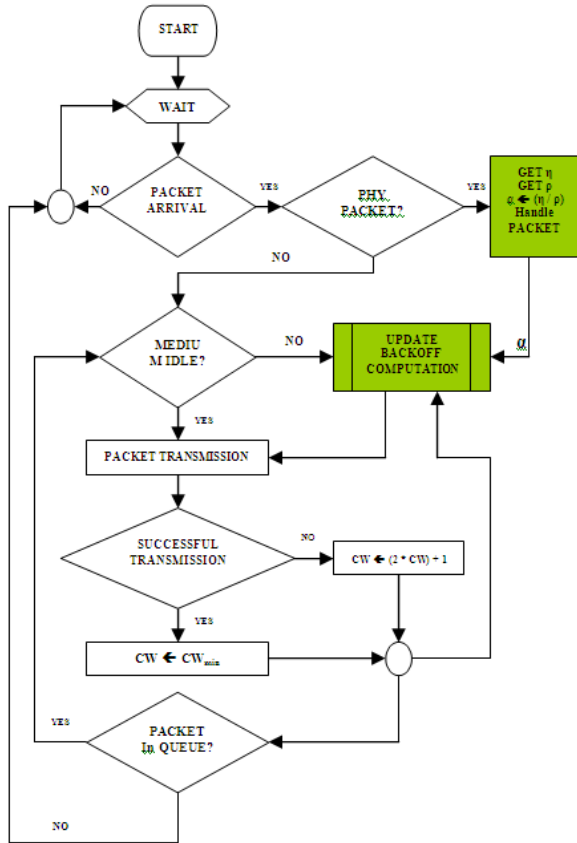 START
WAIT
PACKET
ARRIVAL
NO
YES
PHY
PACKET?
YES
GET η
GET ρ
α ← (η / ρ)
Handle
PACKET
NO
MEDIU
M IDLE?
NO
UPDATE
BACKOFF
COMPUTATION
α
YES
PACKET TRANSMISSION
SUCCESSFUL
TRANSMISSION
NO
CW ← (2 * CW) + 1
YES
CW ← CWmin
YES
PACKET
In QUEUE?
NO